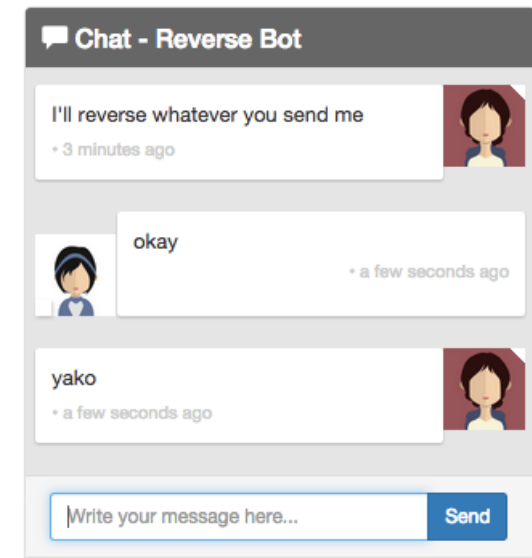 Chat - Reverse Bot
I'll reverse whatever you send me
• 3 minutes ago
okay
• a few seconds ago
yako
• a few seconds ago
Write your message here...
Send